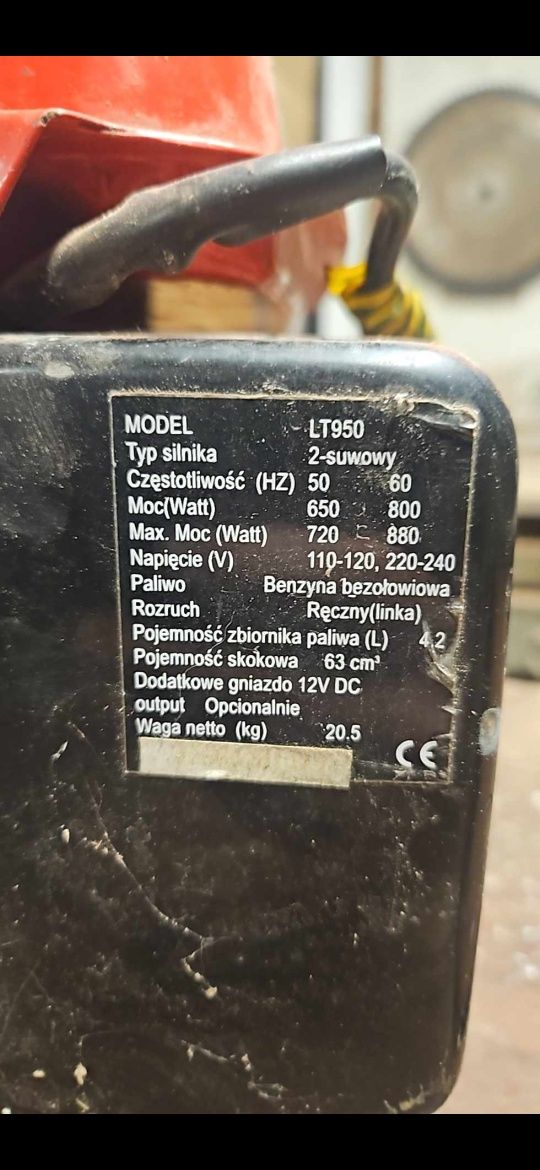 MODEL LT950
Typ silnika 2-suwowy
Częstotliwość (HZ) 50 60
Moc(Watt) 650 800
Max. Moc (Watt) 720 880
Napięcie (V) 110-120, 220-240
Paliwo Benzyna bezołowiowa
Rozruch Ręczny(linka)
Pojemność zbiornika paliwa (L) 4.2
Pojemność skokowa 63 cm³
Dodatkowe gniazdo 12V DC
output Opcionalnie
Waga netto (kg) 20.5
CE